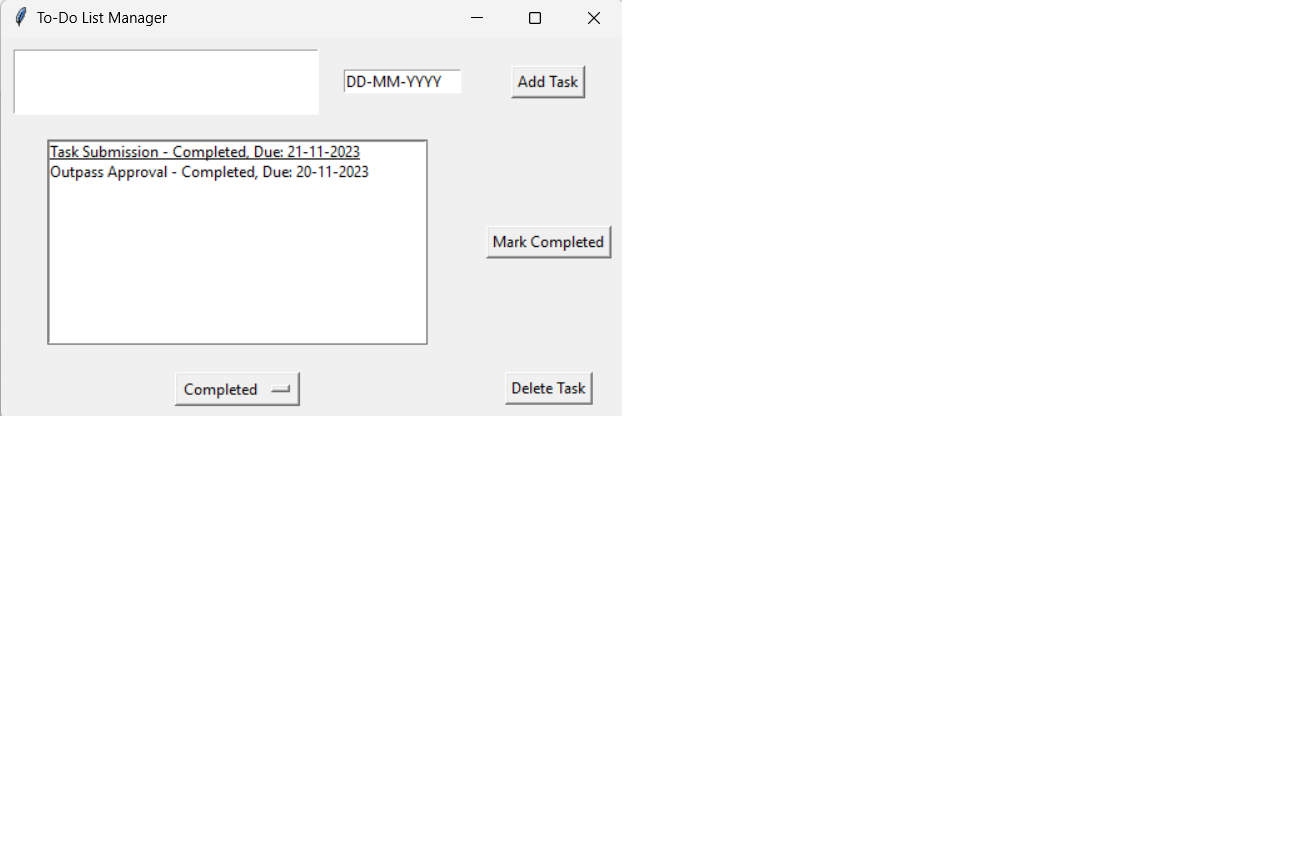 To-Do List Manager
DD-MM-YYYY
Add Task
Task Submission - Completed, Due: 21-11-2023
Outpass Approval - Completed, Due: 20-11-2023
Mark Completed
Completed
Delete Task